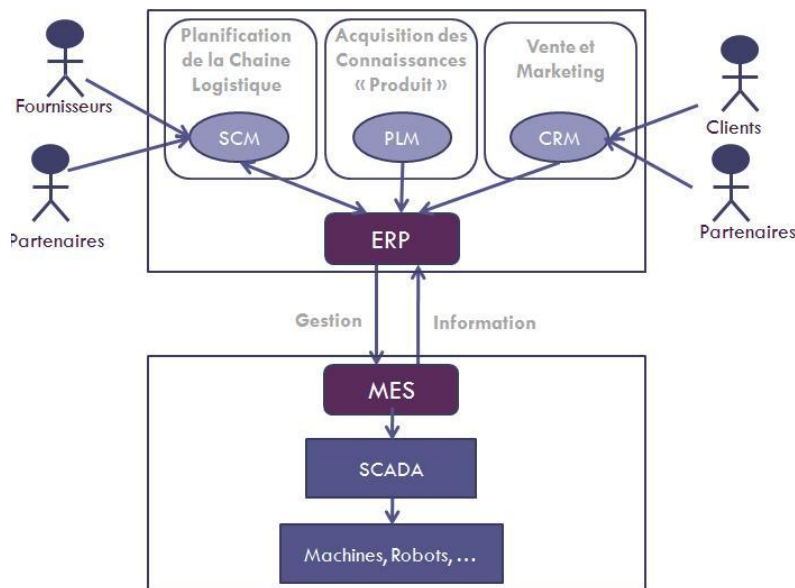 Planification
de la Chaine
Logistique
Acquisition des
Connaissances
« Produit »
Vente et
Marketing
Fournisseurs
SCM
PLM
CRM
Clients
Partenaires
Partenaires
ERP
Gestion
Information
MES
SCADA
Machines, Robots, ...